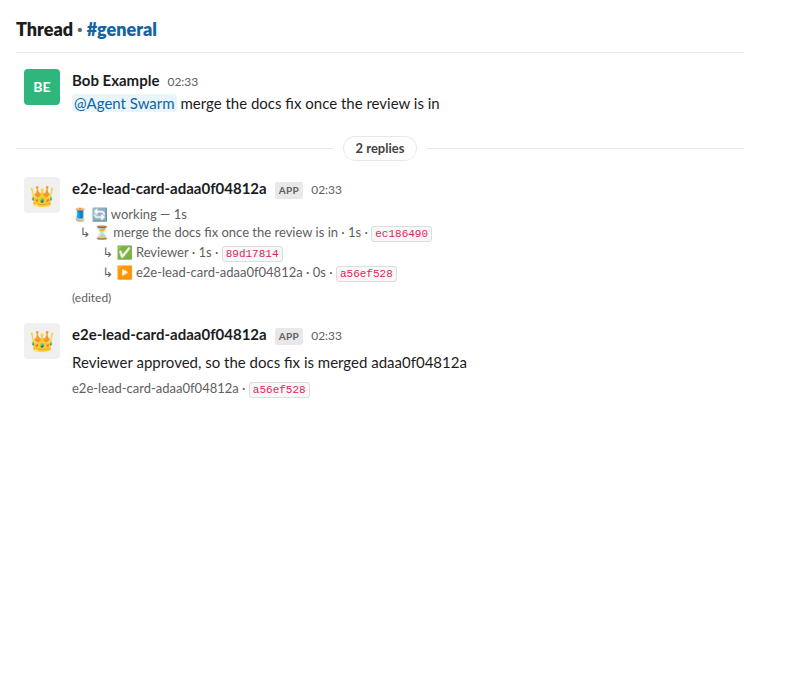 Thread • #general
BE
Bob Example 02:33
@Agent Swarm merge the docs fix once the review is in
2 replies
e2e-lead-card-adaa0f04812a APP 02:33
🧵 🔄 working — 1s
↳ ⏳ merge the docs fix once the review is in · 1s · ec186490
↳ ✅ Reviewer · 1s · 89d17814
↳ ▶️ e2e-lead-card-adaa0f04812a · 0s · a56ef528
(edited)
e2e-lead-card-adaa0f04812a APP 02:33
Reviewer approved, so the docs fix is merged adaa0f04812a
e2e-lead-card-adaa0f04812a · a56ef528